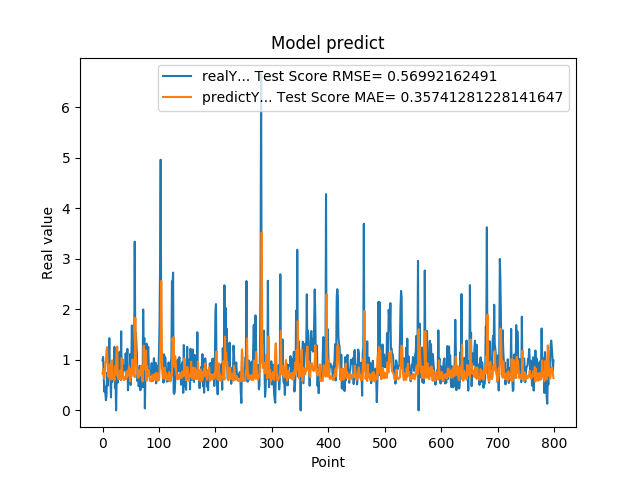 Model predict
realY... Test Score RMSE= 0.56992162491
predictY... Test Score MAE= 0.35741281228141647
Real value
6
5
4
3
2
1
0
0 100 200 300 400 500 600 700 800
Point